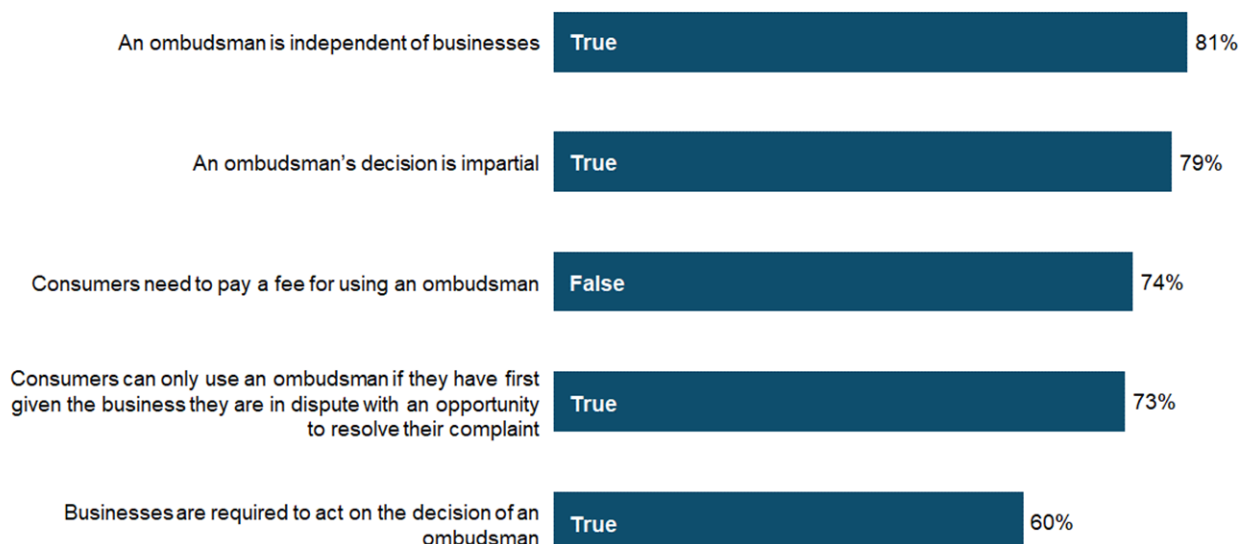 An ombudsman is independent of businesses True 81%
An ombudsman's decision is impartial True 79%
Consumers need to pay a fee for using an ombudsman False 74%
Consumers can only use an ombudsman if they have first
given the business they are in dispute with an opportunity
to resolve their complaint
True 73%
Businesses are required to act on the decision of an
ombudsman
True 60%